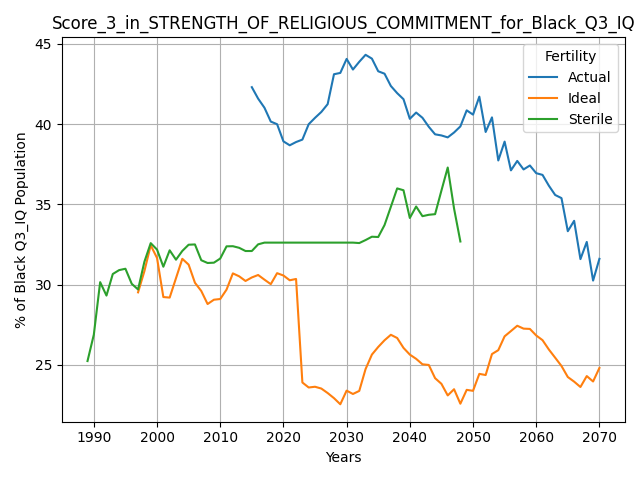 Score_3_in_STRENGTH_OF_RELIGIOUS_COMMITMENT_for_Black_Q3_IQ
45
40
35
30
25
% of Black Q3_IQ Population
Fertility
Actual
Ideal
Sterile
1990 2000 2010 2020 2030 2040 2050 2060 2070
Years